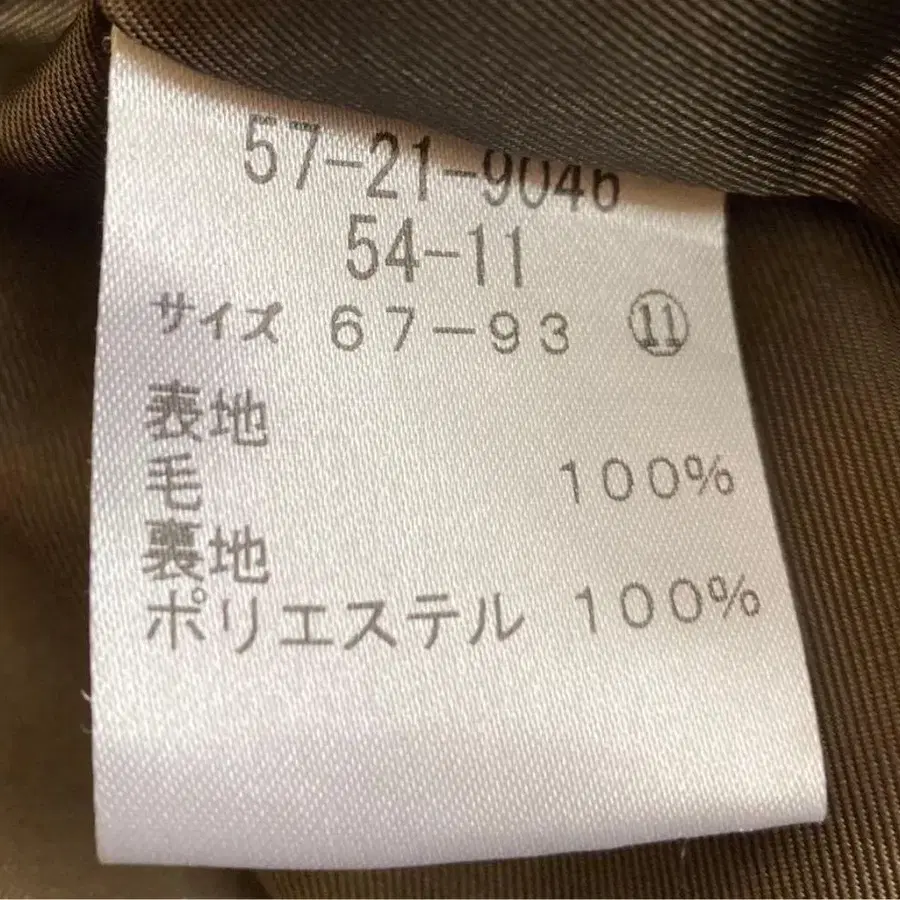 57-21-9046
54-11
サイズ 67-93 ⑪
表地
毛 100%
裏地
ポリエステル 100%